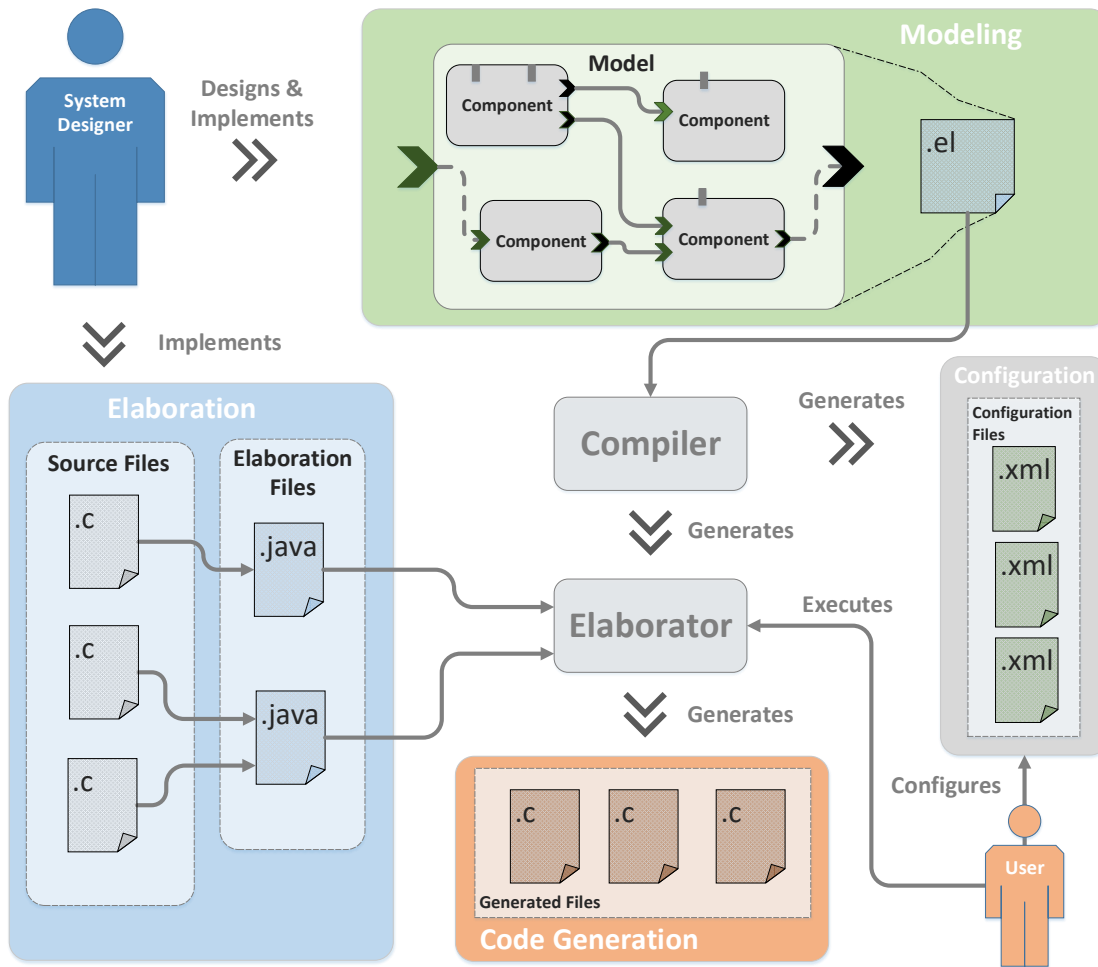 Modeling
System
Designer
Designs &
Implements
Model
Component
Component
Component
Component
.el
Implements
Elaboration
Source Files
.c
.c
.c
Elaboration
Files
.java
.java
Compiler
Generates
Generates
Configuration
Configuration
Files
.xml
.xml
.xml
Elaborator
Executes
Generates
Configures
User
.c
.c
.c
Generated Files
Code Generation